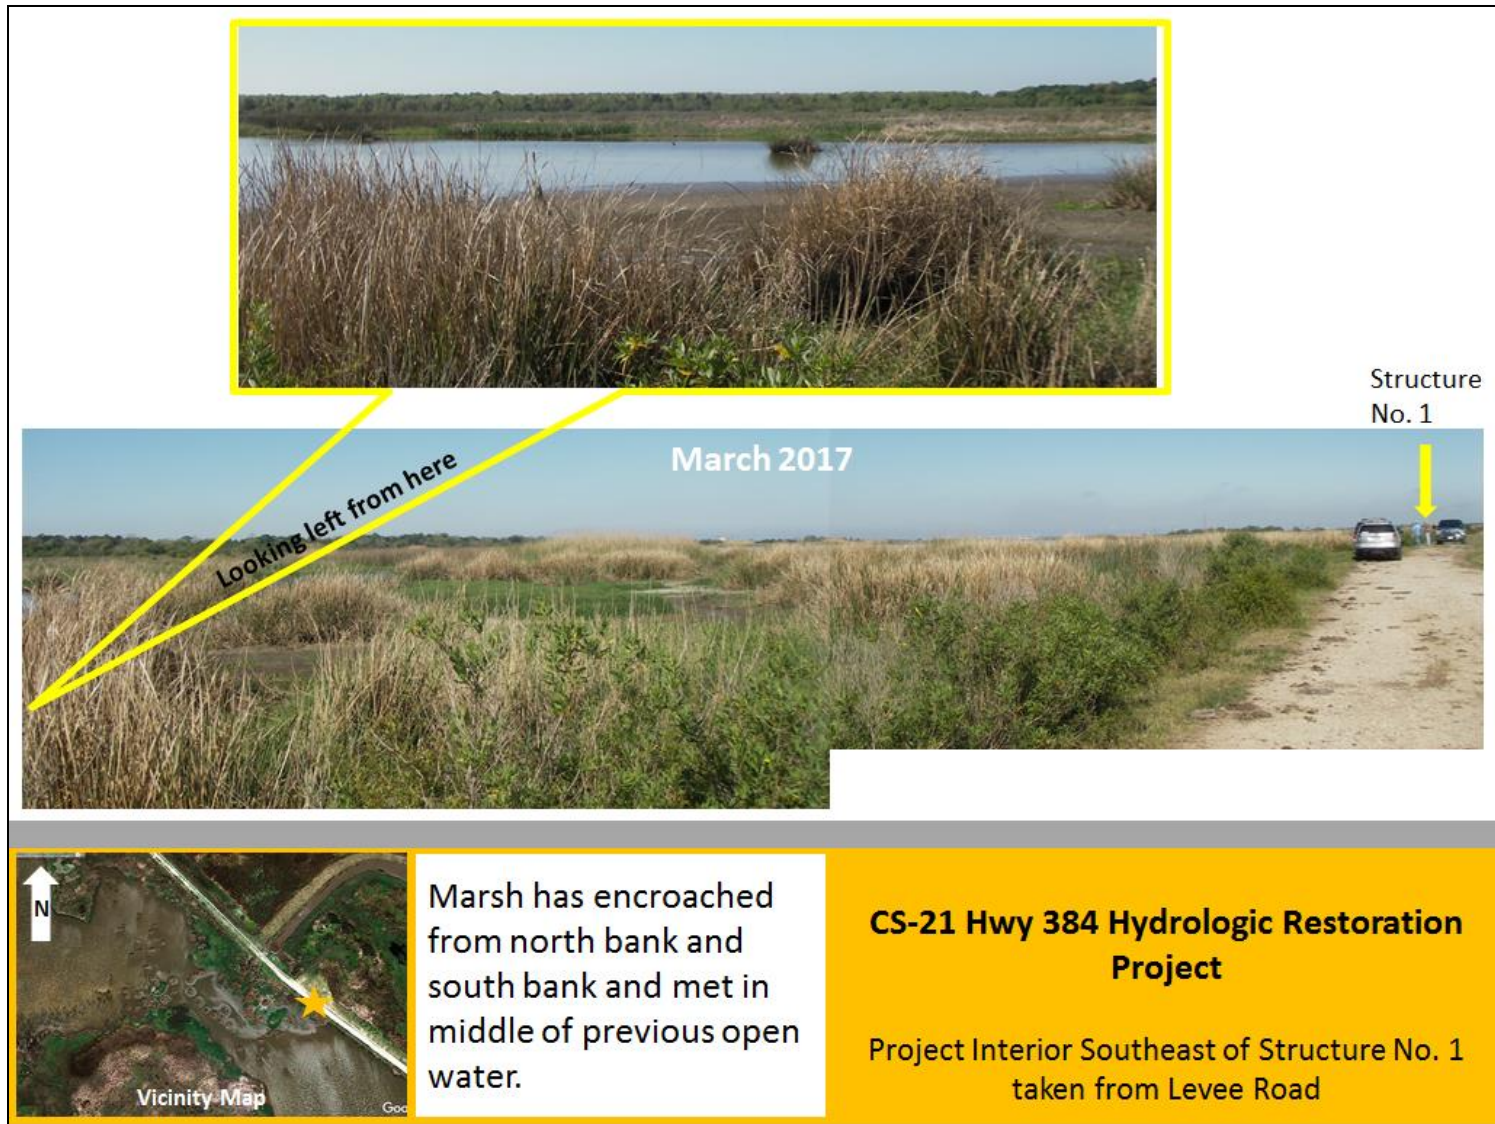 Structure
No. 1
March 2017
Looking left from here
N
Vicinity Map
Goo
Marsh has encroached
from north bank and
south bank and met in
middle of previous open
water.
CS-21 Hwy 384 Hydrologic Restoration
Project
Project Interior Southeast of Structure No. 1
taken from Levee Road